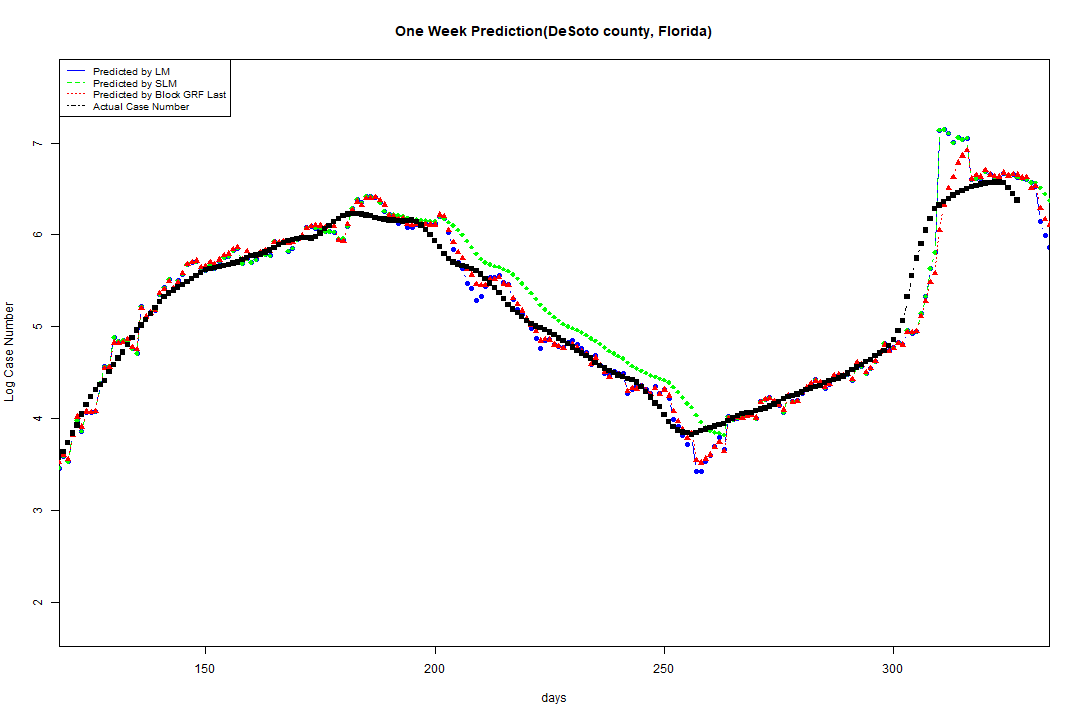 One Week Prediction(DeSoto county, Florida)
Predicted by LM
Predicted by SLM
Predicted by Block GRF Last
Actual Case Number
7
6
5
4
3
2
Log Case Number
150 200 250 300
days